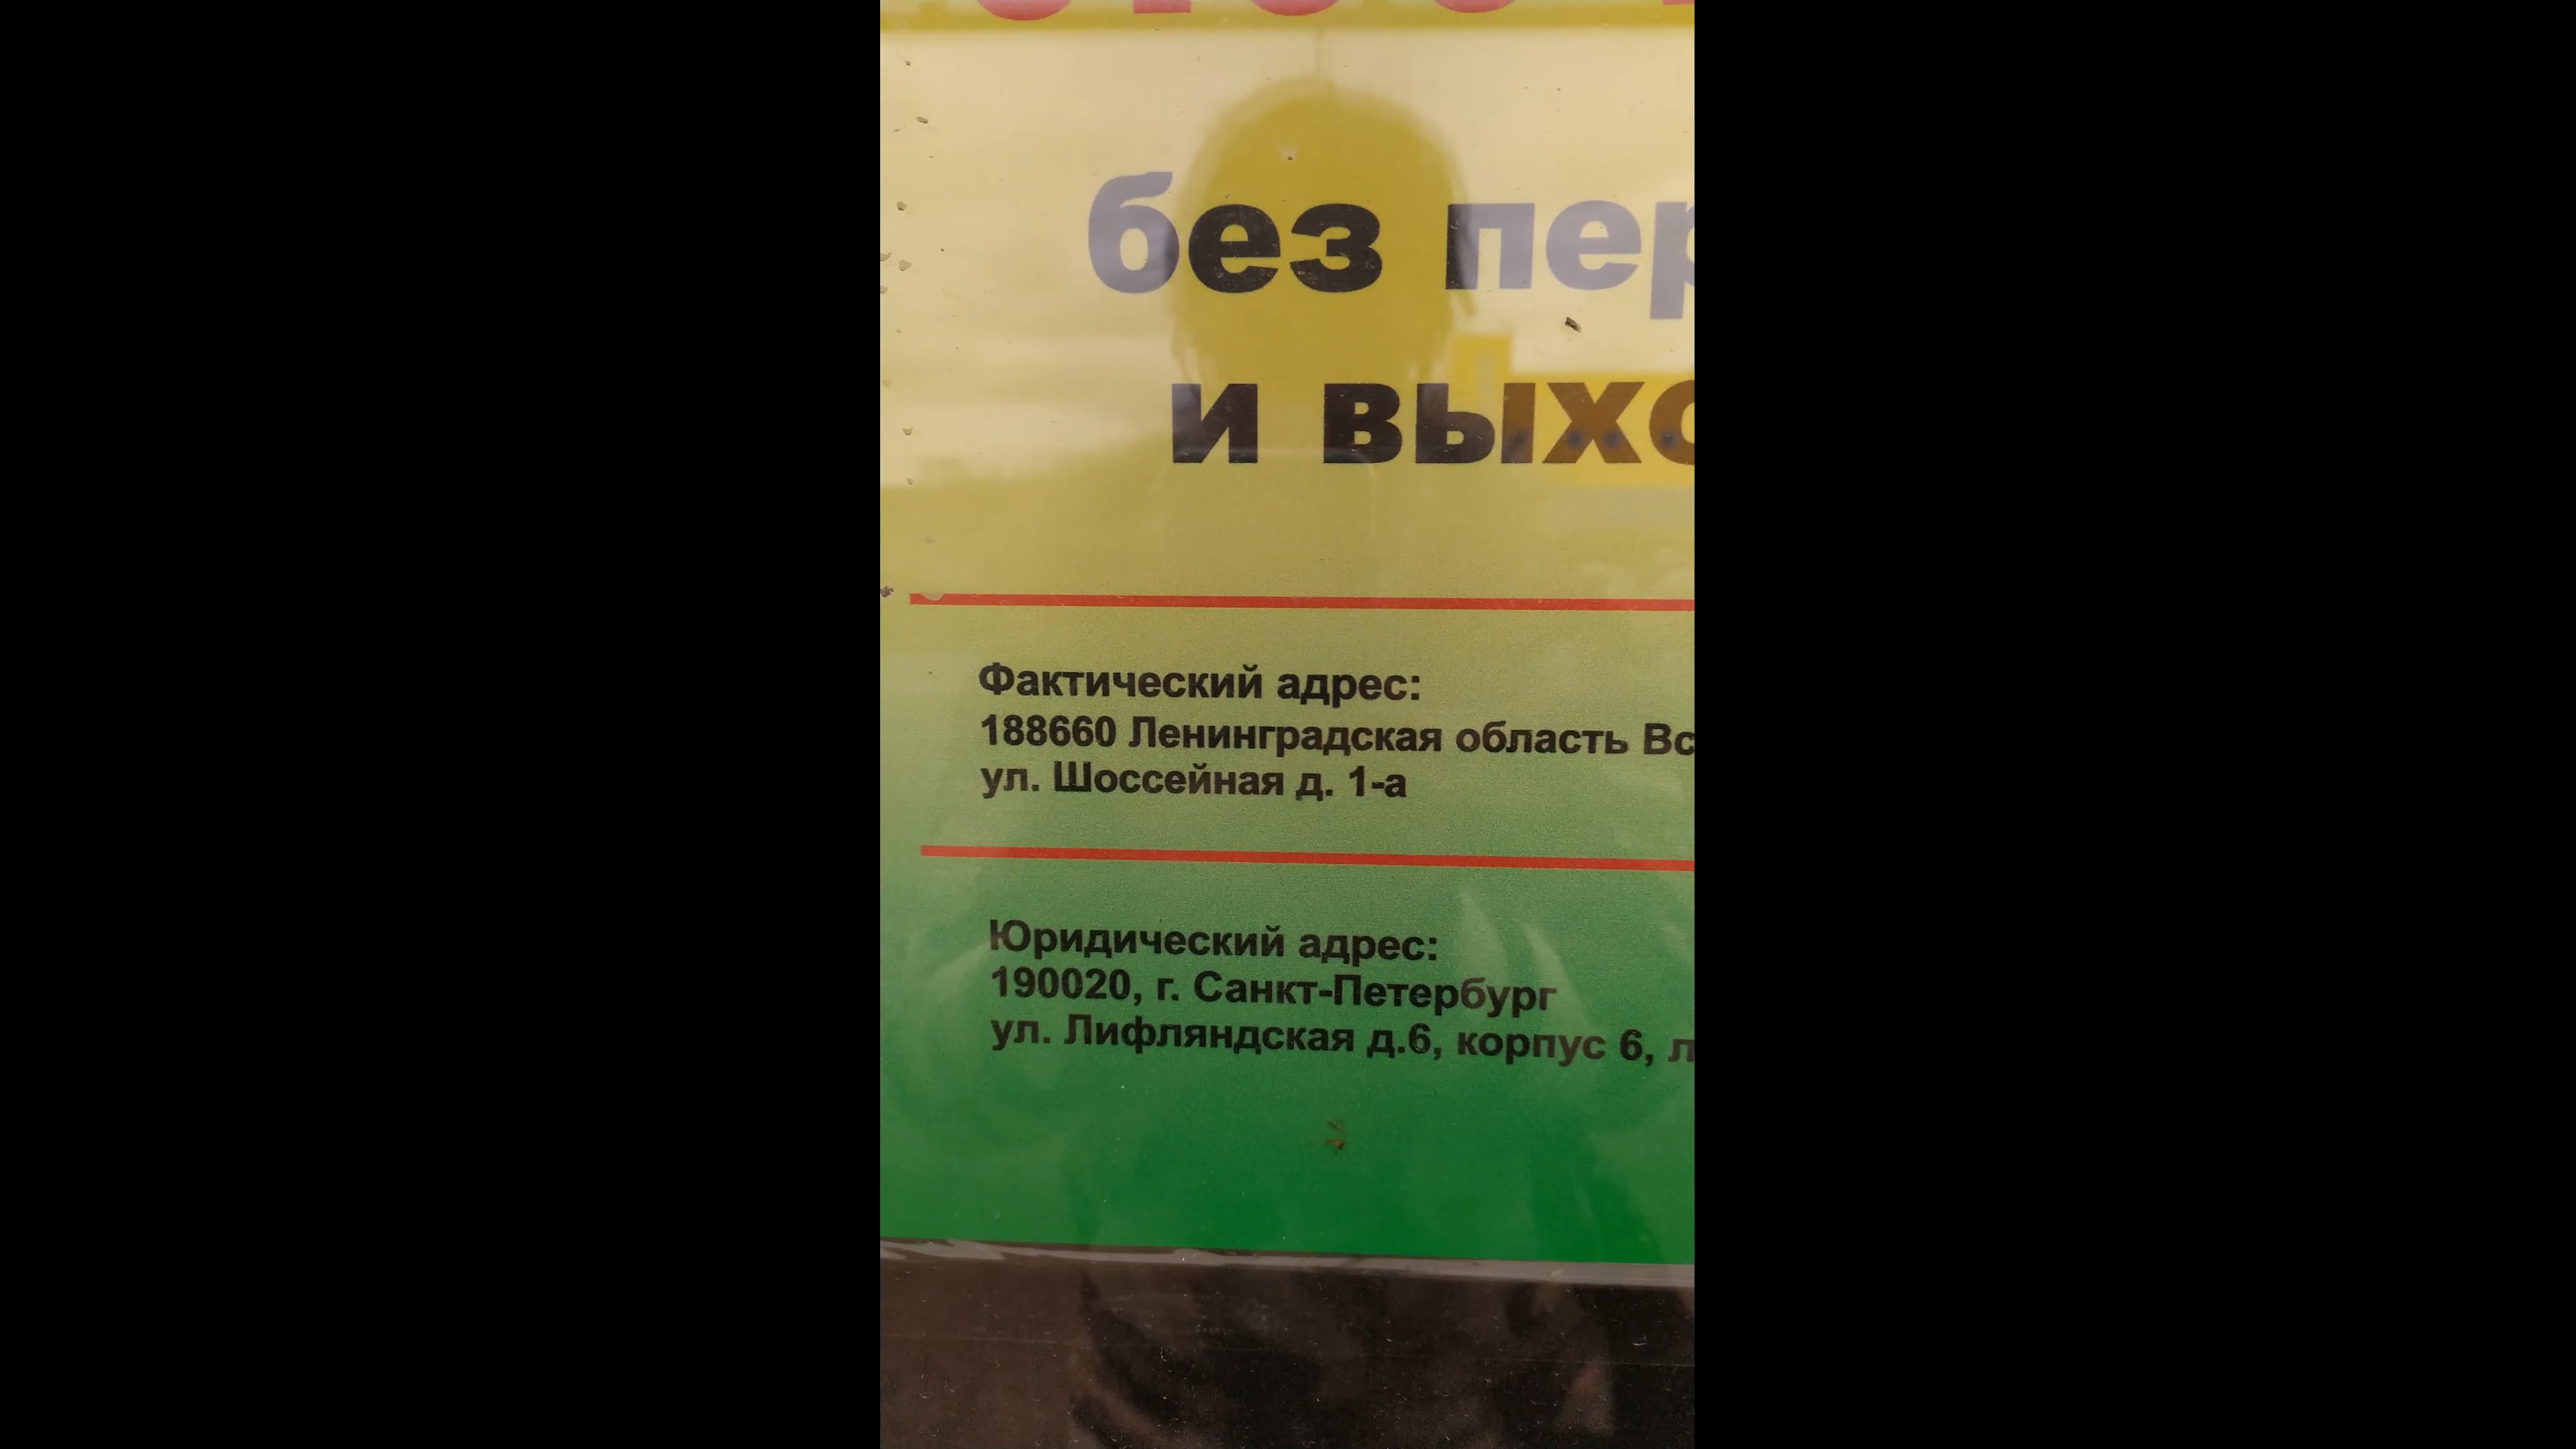 без пер
и выхо
Фактический адрес:
188660 Ленинградская область Вс
ул. Шоссейная д. 1-а
Юридический адрес:
190020, г. Санкт-Петербург
ул. Лифляндская д.6, корпус 6, л